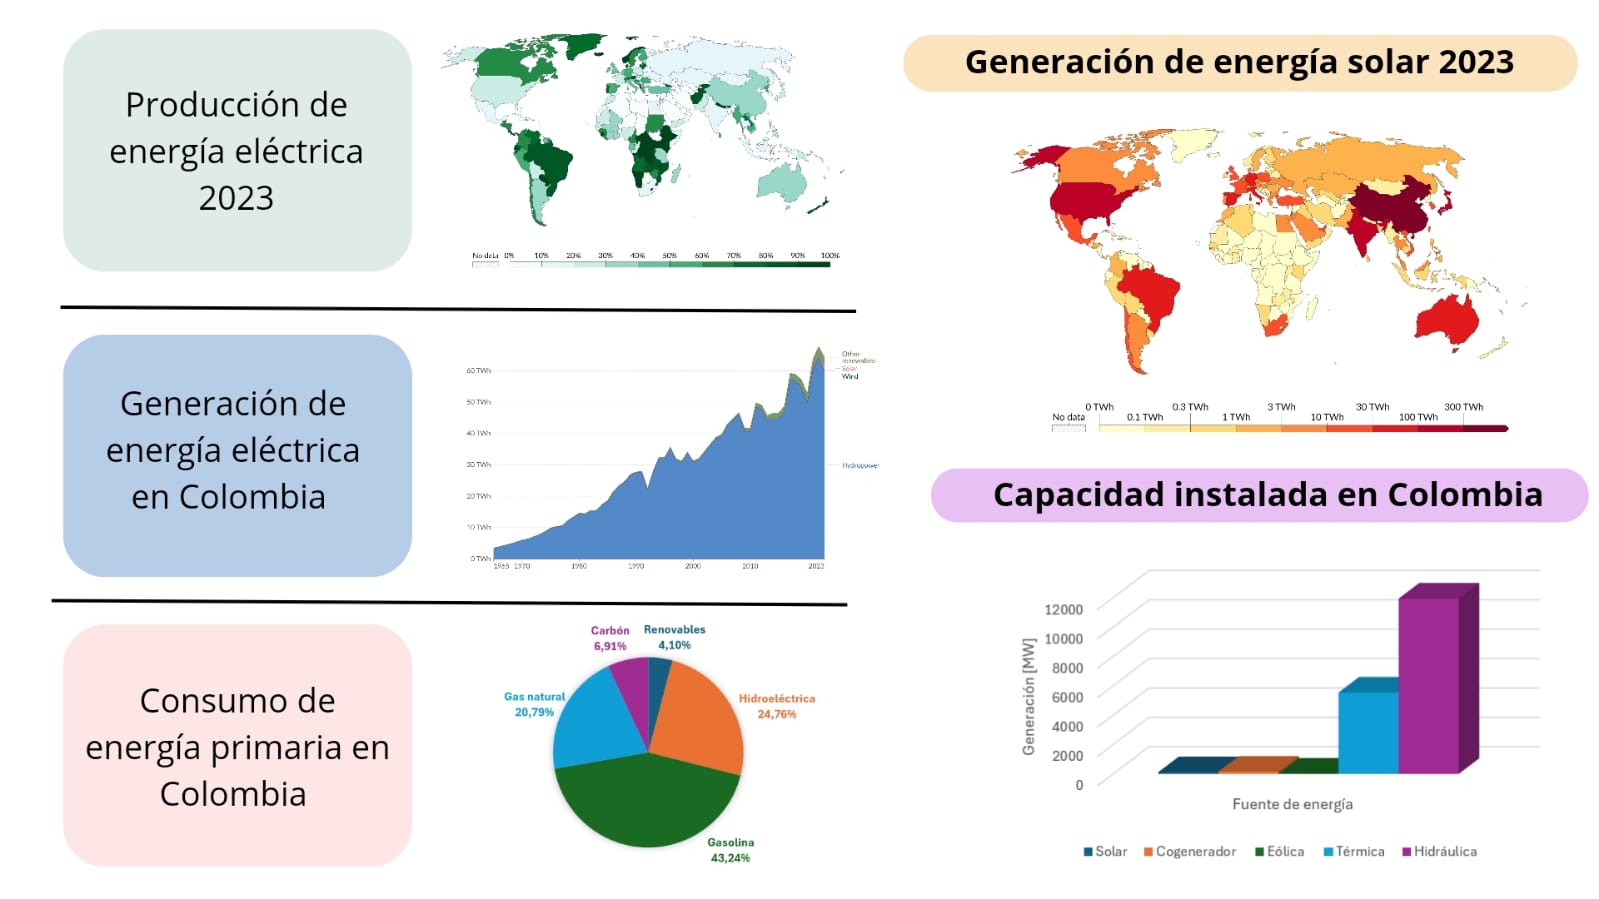 Producción de
energía eléctrica
2023
No data 0% 10% 20% 30% 40% 50% 60% 70% 80% 90% 100%
Generación de
energía eléctrica
en Colombia
60 TWh
50 TWh
40 TWh
30 TWh
20 TWh
10 TWh
0 TWh
1965 1970 1980 1990 2000 2010 2023
Other
renewables
Solar
Wind
Hydropower
Consumo de
energía primaria en
Colombia
Carbón
6,91%
Renovables
4,10%
Gas natural
20,79%
Hidroeléctrica
24,76%
Gasolina
43,24%
Generación de energía solar 2023
No data
0 TWh 0.3 TWh 3 TWh 30 TWh 300 TWh
0.1 TWh 1 TWh 10 TWh 100 TWh
Capacidad instalada en Colombia
Generación [MW]
12000
10000
8000
6000
4000
2000
0
Fuente de energía
Solar Cogenerador Eólica Térmica Hidráulica